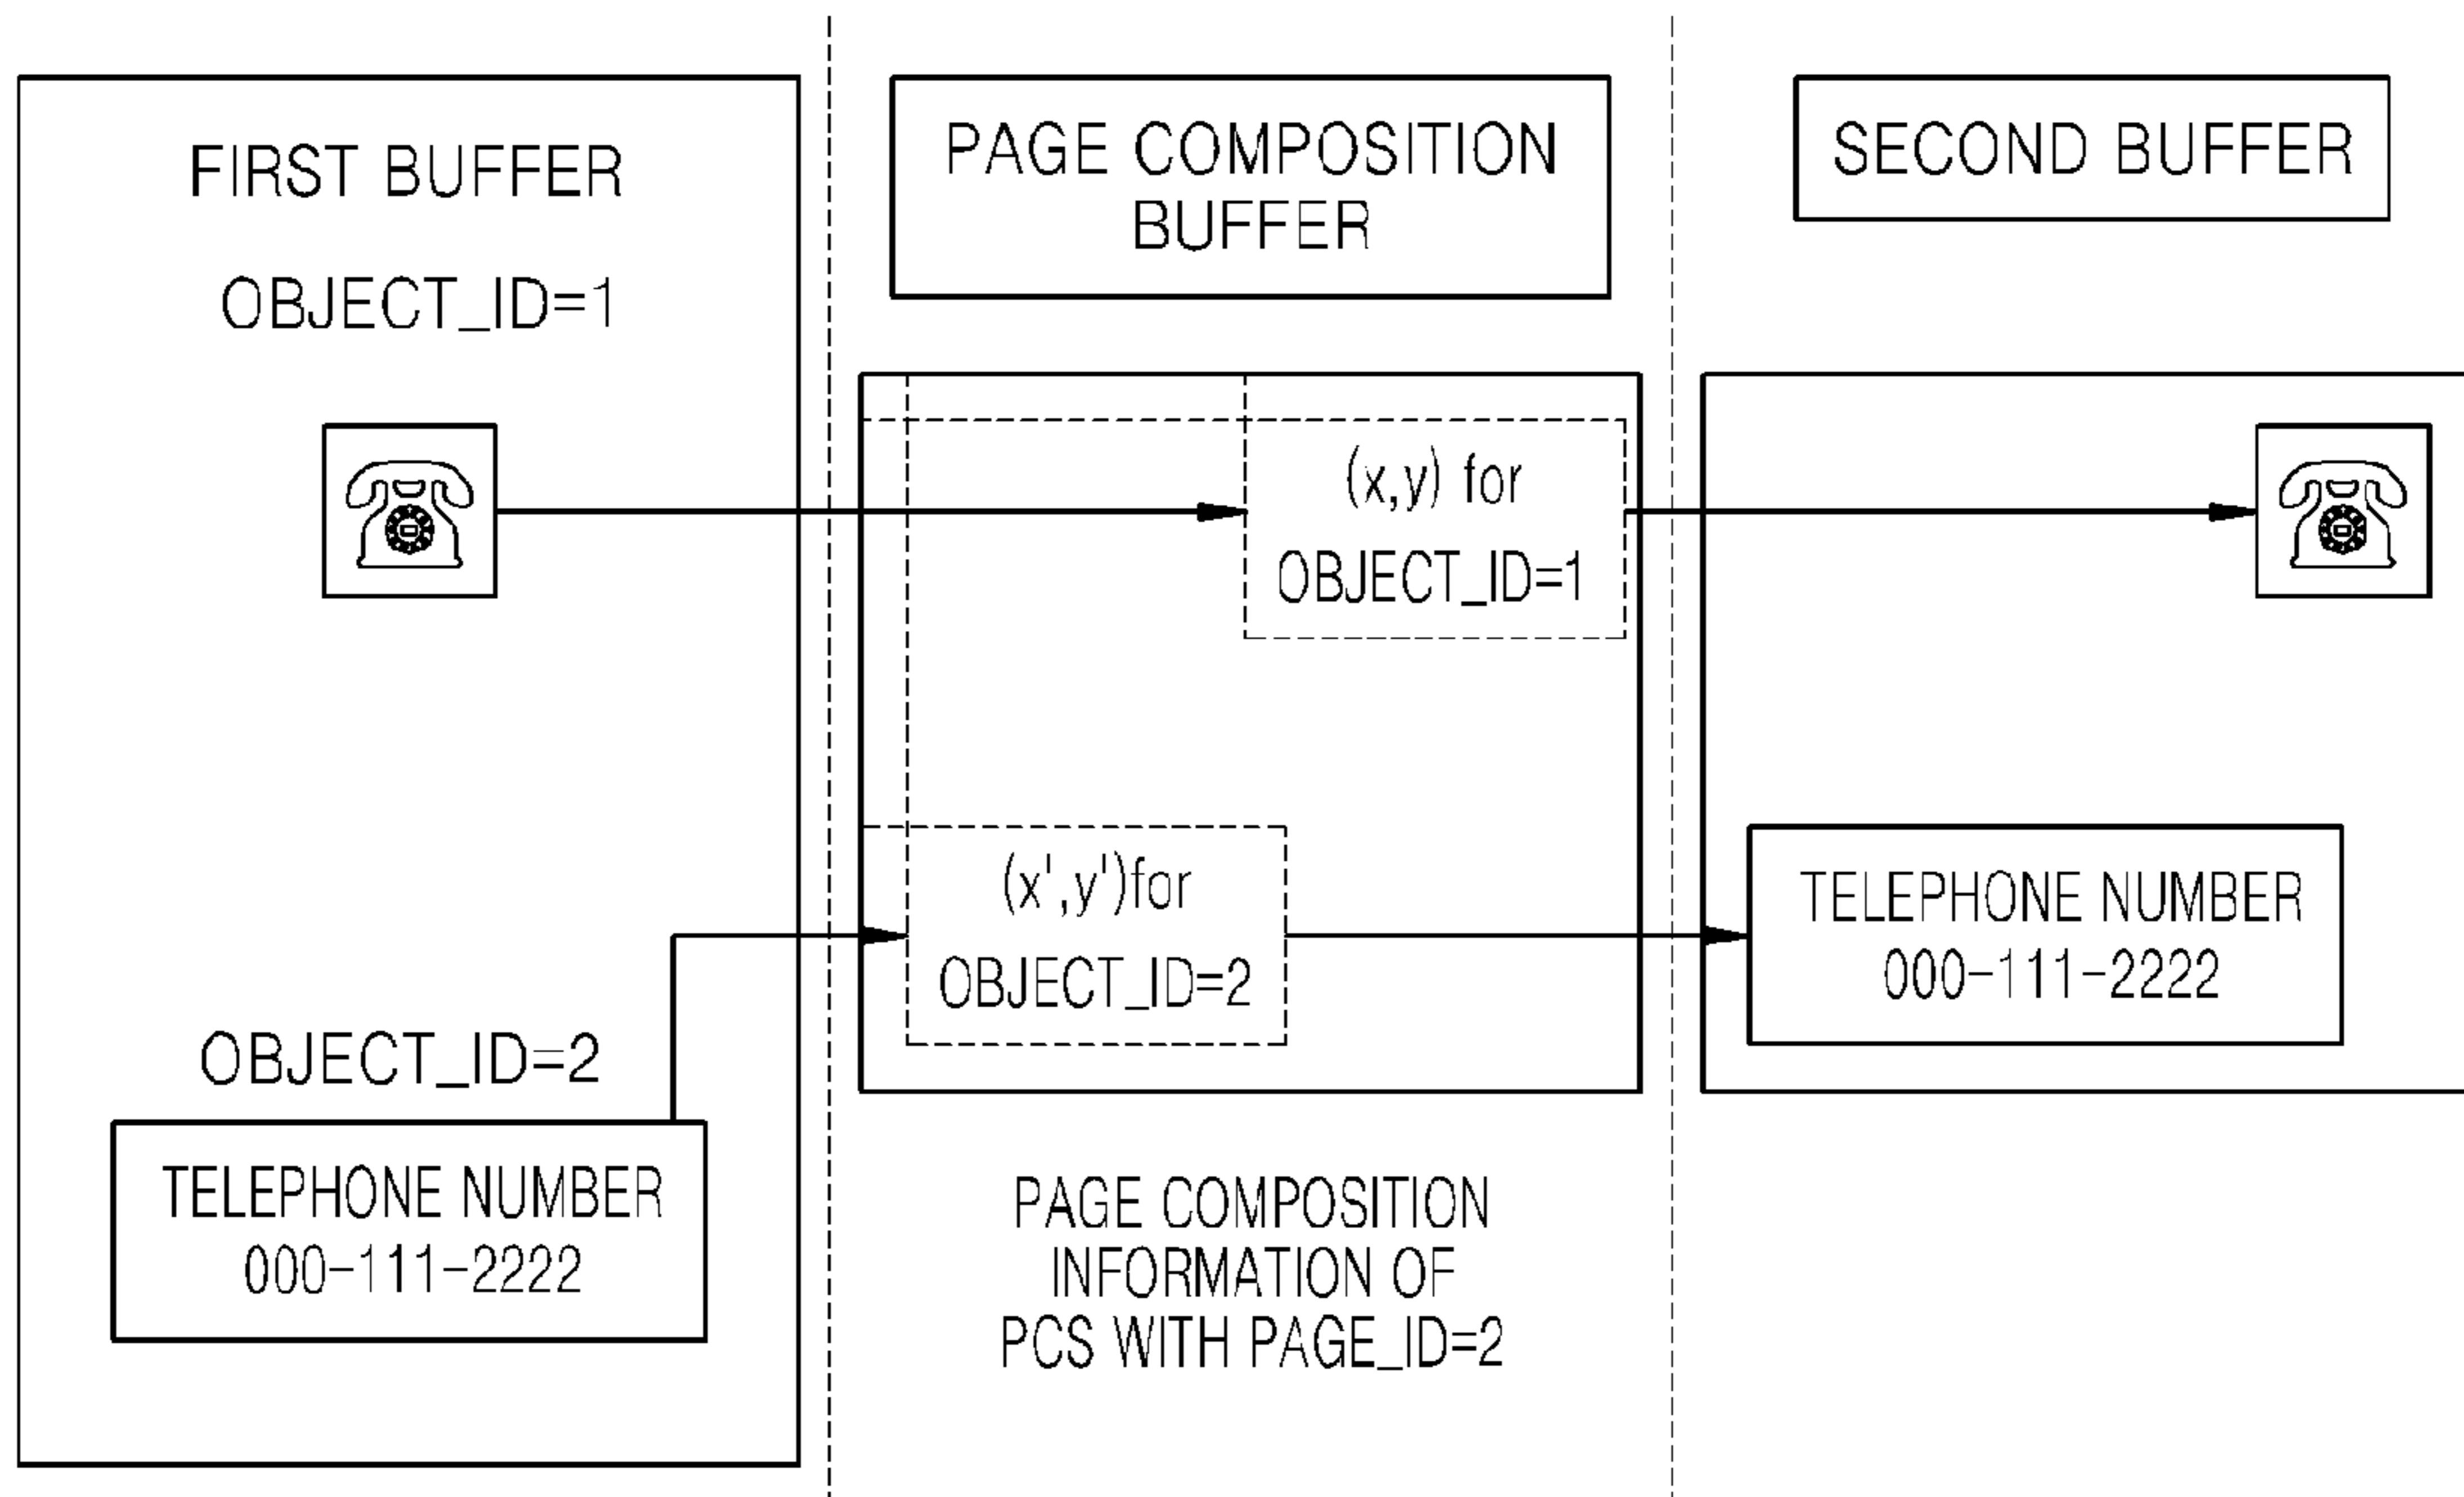 FIRST BUFFER
OBJECT_ID=1
OBJECT_ID=2
TELEPHONE NUMBER
000-111-2222
PAGE COMPOSITION
BUFFER
(x,y) for
OBJECT_ID=1
(x',y')for
OBJECT_ID=2
PAGE COMPOSITION
INFORMATION OF
PCS WITH PAGE_ID=2
SECOND BUFFER
TELEPHONE NUMBER
000-111-2222